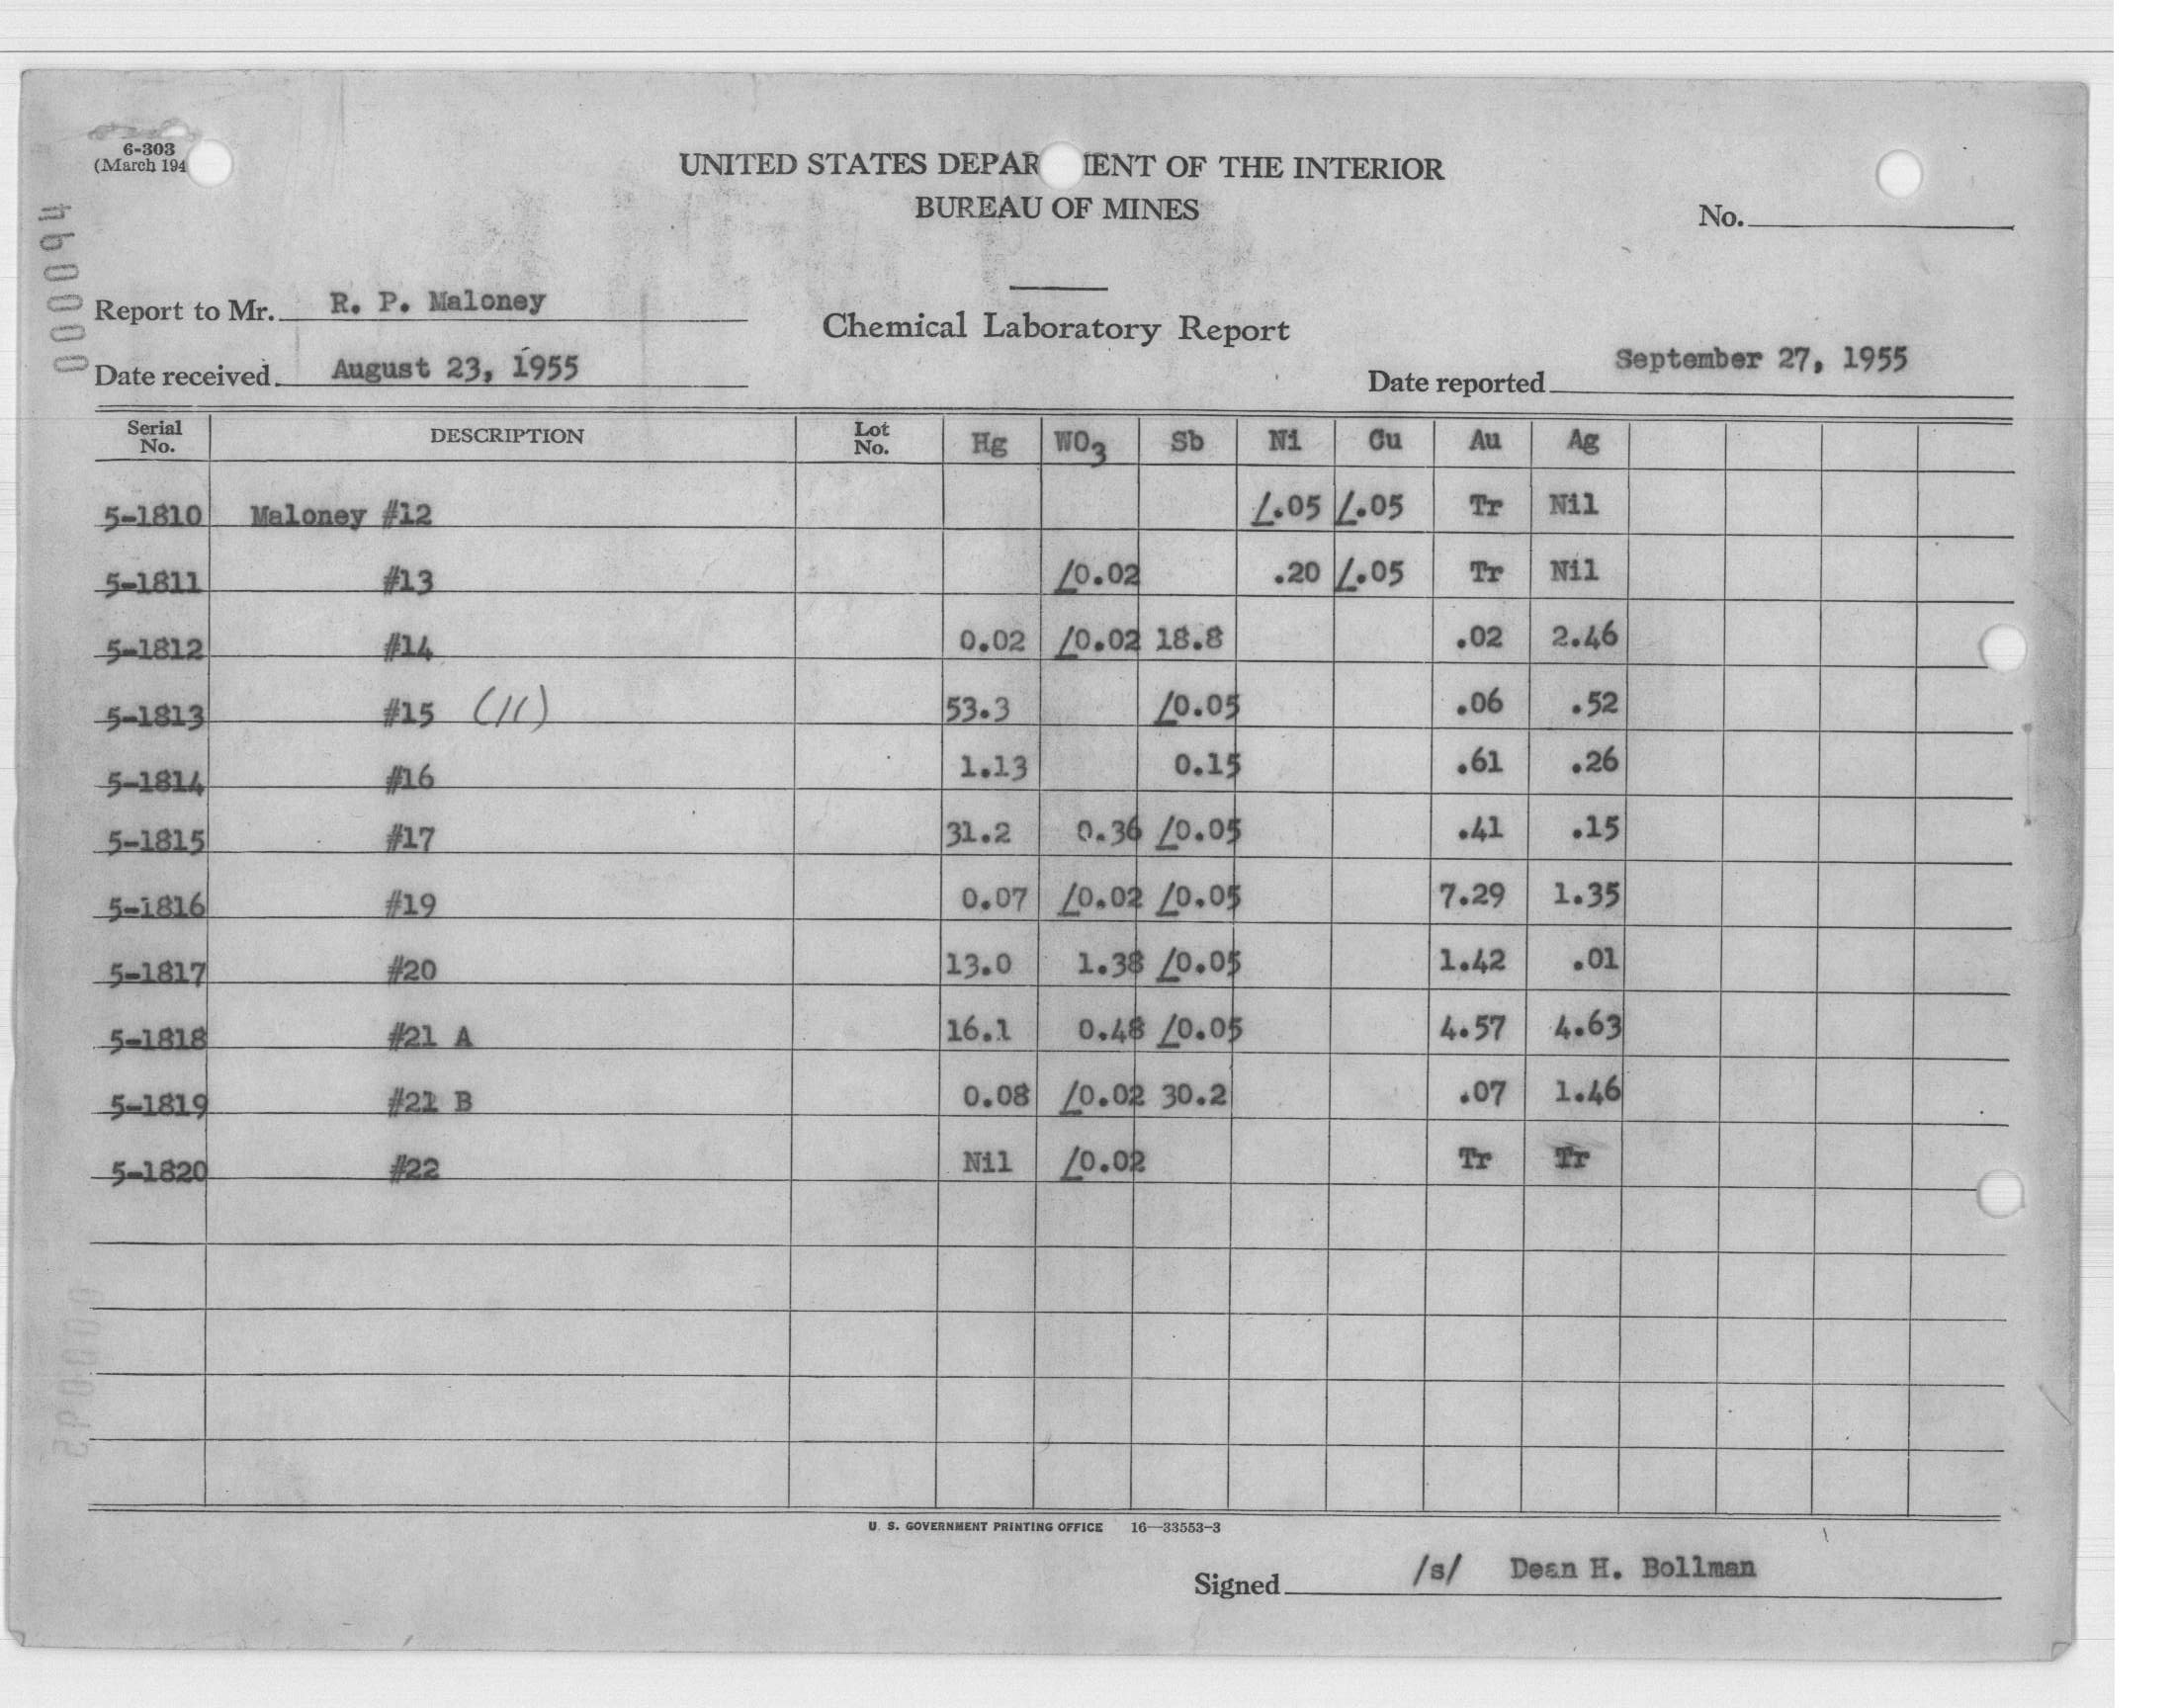 6-303
(March 194
UNITED STATES DEPAR   ENT OF THE INTERIOR
BUREAU OF MINES
No.
Report to Mr. R. P. Maloney
Chemical Laboratory Report
Date received August 23, 1955
Date reported September 27, 1955
Serial No. DESCRIPTION Lot No. Hg WO3 Sb Ni Cu Au Ag
5-1810 Maloney #12 /.05 /.05 Tr Nil
5-1811 #13 /0.02 .20 /.05 Tr Nil
5-1812 #14 0.02 /0.02 18.8 .02 2.46
5-1813 #15 (11) 53.3 /0.05 .06 .52
5-1814 #16 1.13 0.15 .61 .26
5-1815 #17 31.2 0.36 /0.05 .41 .15
5-1816 #19 0.07 /0.02 /0.05 7.29 1.35
5-1817 #20 13.0 1.38 /0.05 1.42 .01
5-1818 #21 A 16.1 0.48 /0.05 4.57 4.63
5-1819 #21 B 0.08 /0.02 30.2 .07 1.46
5-1820 #22 Nil /0.02 Tr Tr
U. S. GOVERNMENT PRINTING OFFICE 16—33553-3
Signed /s/ Dean H. Bollman